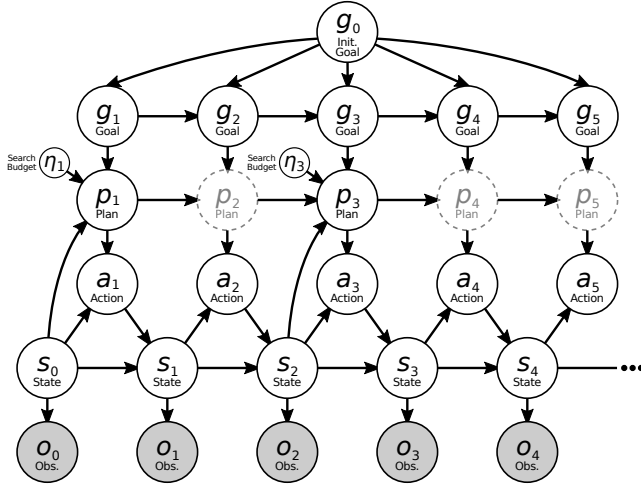 g0
Init.
Goal
g1 g2 g3 g4 g5
Goal Goal Goal Goal Goal
Search
Budget
η1
Search
Budget
η3
p1 p2 p3 p4 p5
Plan Plan Plan Plan Plan
a1 a2 a3 a4 a5
Action Action Action Action Action
s0 s1 s2 s3 s4 •••
State State State State State
o0 o1 o2 o3 o4
Obs. Obs. Obs. Obs. Obs.